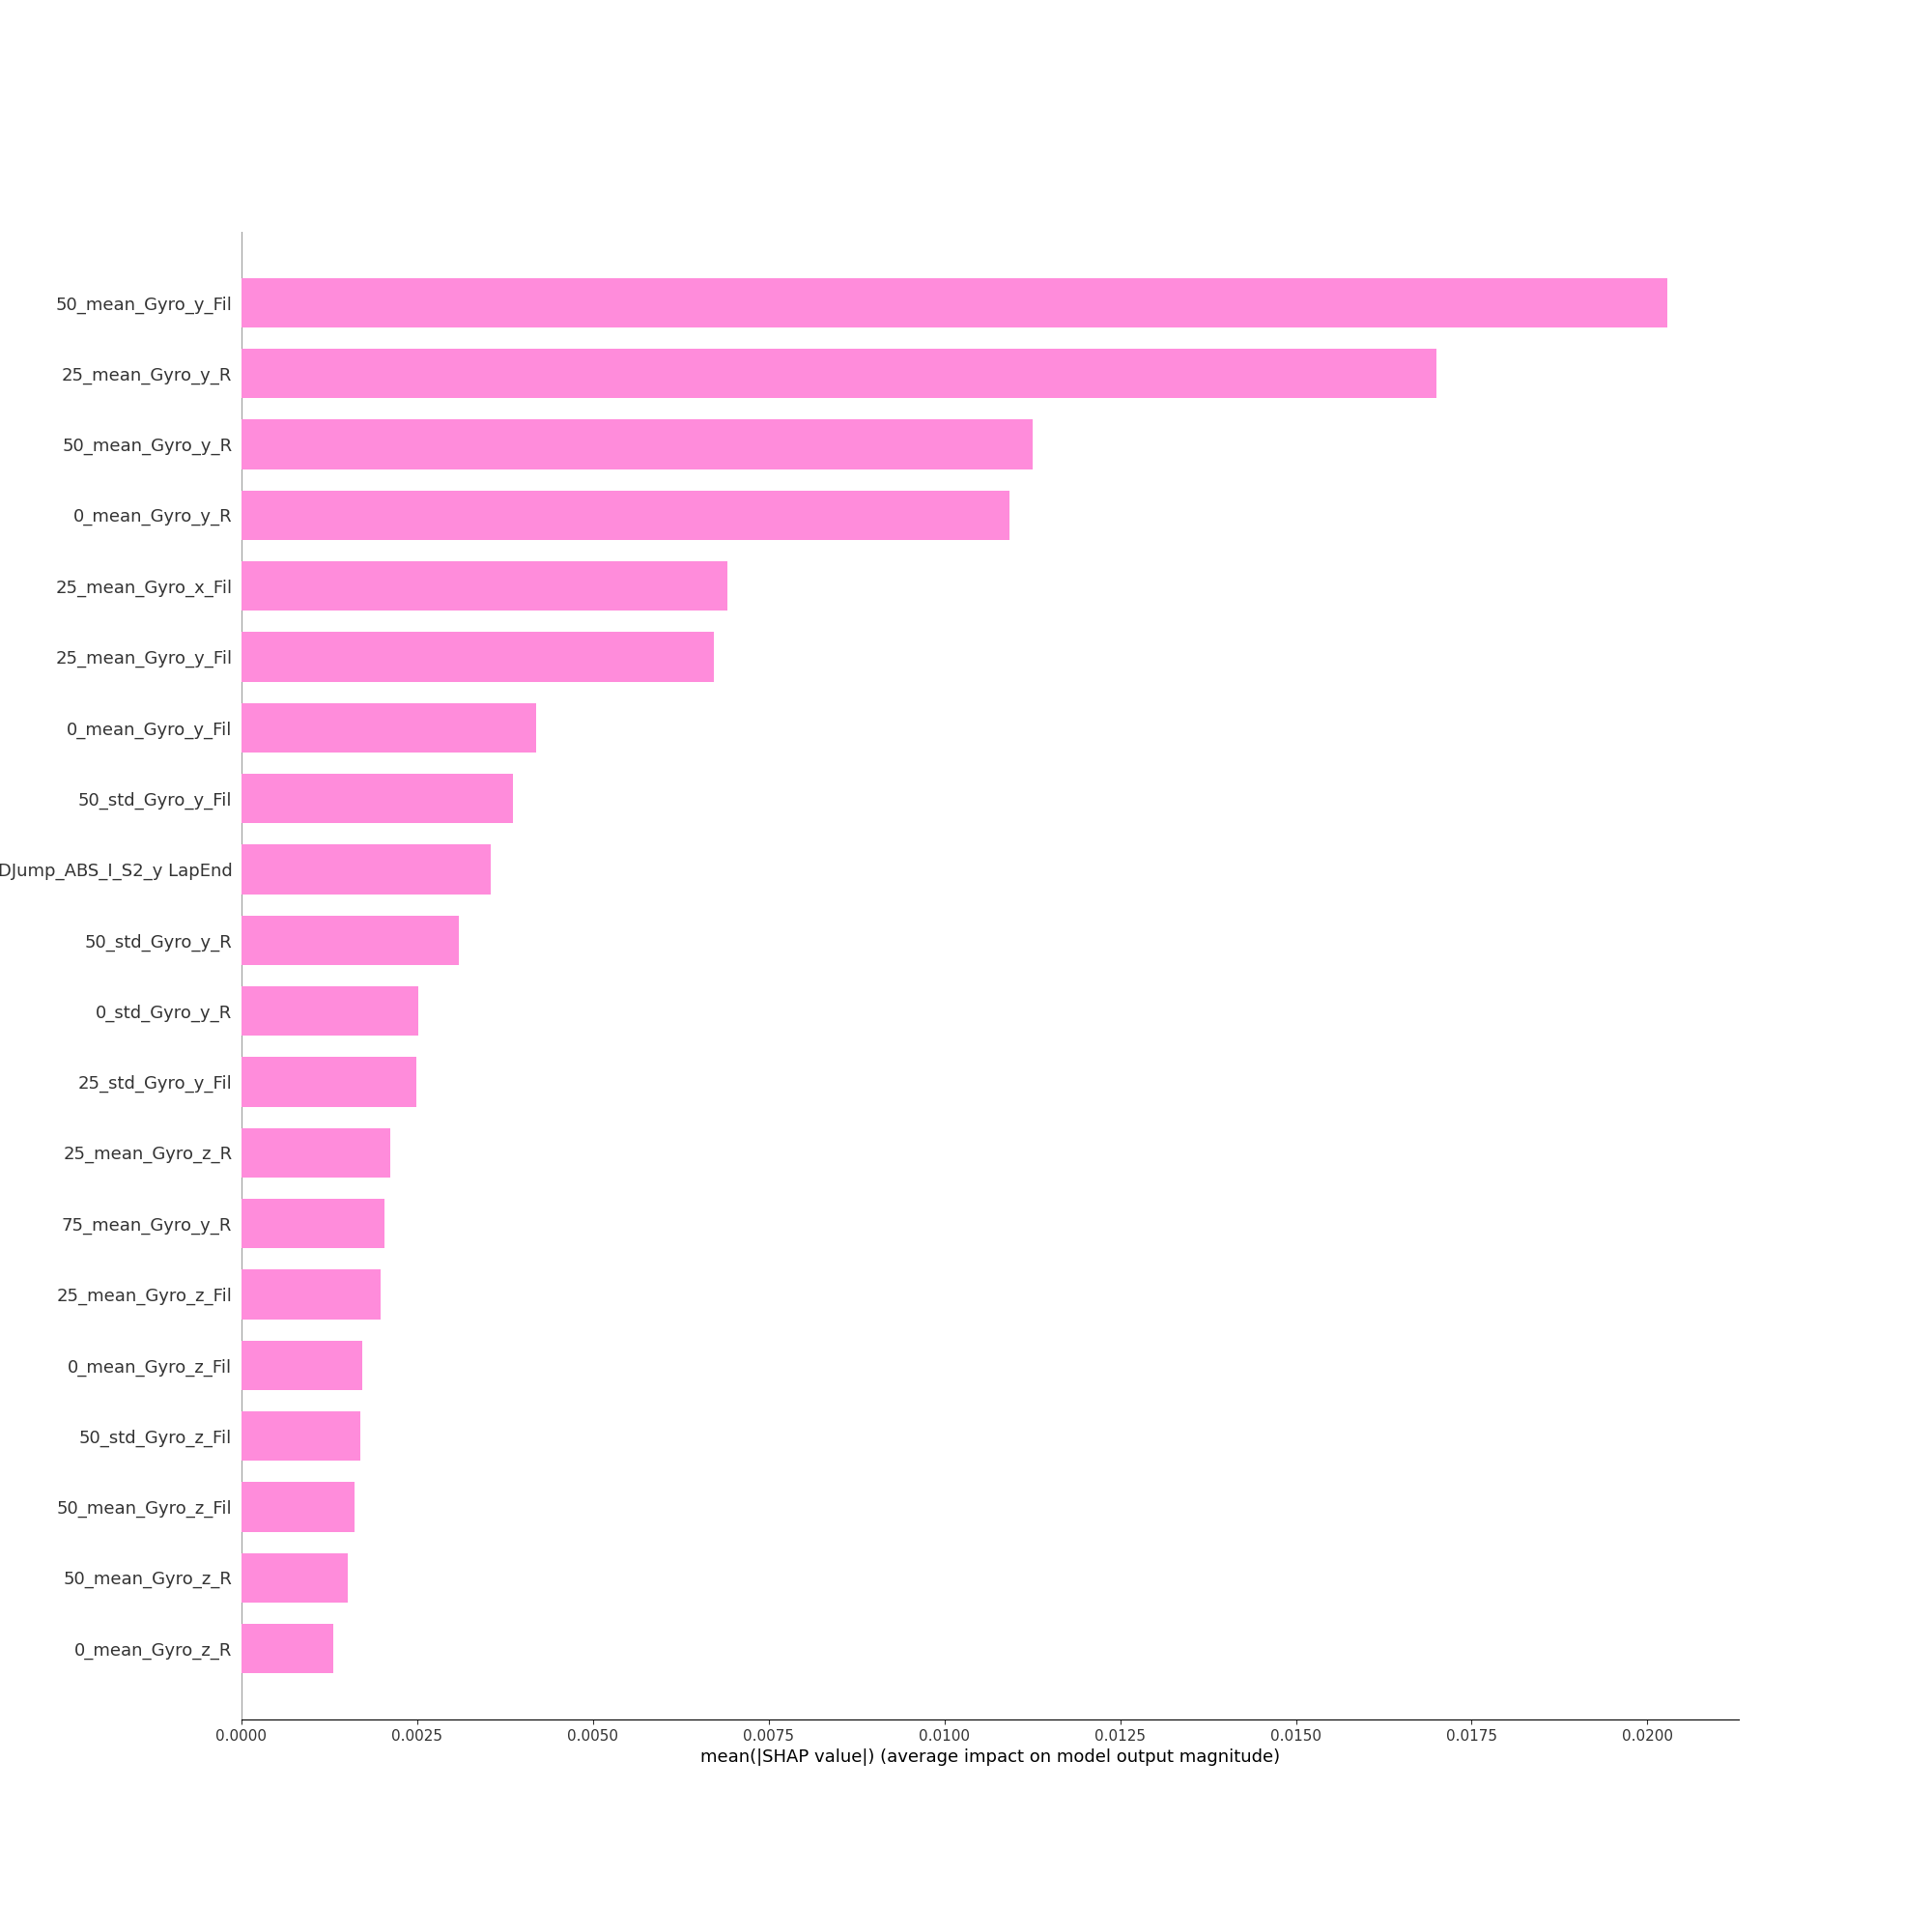 50_mean_Gyro_y_Fil
25_mean_Gyro_y_R
50_mean_Gyro_y_R
0_mean_Gyro_y_R
25_mean_Gyro_x_Fil
25_mean_Gyro_y_Fil
0_mean_Gyro_y_Fil
50_std_Gyro_y_Fil
DJump_ABS_I_S2_y LapEnd
50_std_Gyro_y_R
0_std_Gyro_y_R
25_std_Gyro_y_Fil
25_mean_Gyro_z_R
75_mean_Gyro_y_R
25_mean_Gyro_z_Fil
0_mean_Gyro_z_Fil
50_std_Gyro_z_Fil
50_mean_Gyro_z_Fil
50_mean_Gyro_z_R
0_mean_Gyro_z_R
0.0000 0.0025 0.0050 0.0075 0.0100 0.0125 0.0150 0.0175 0.0200
mean(|SHAP value|) (average impact on model output magnitude)